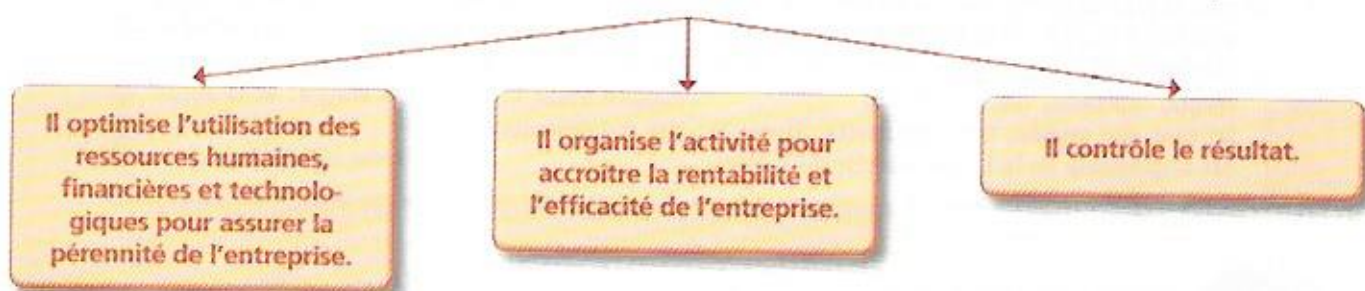 Il optimise l'utilisation des
ressources humaines,
financières et technolo-
giques pour assurer la
pérennité de l'entreprise.
Il organise l'activité pour
accroître la rentabilité et
l'efficacité de l'entreprise.
Il contrôle le résultat.